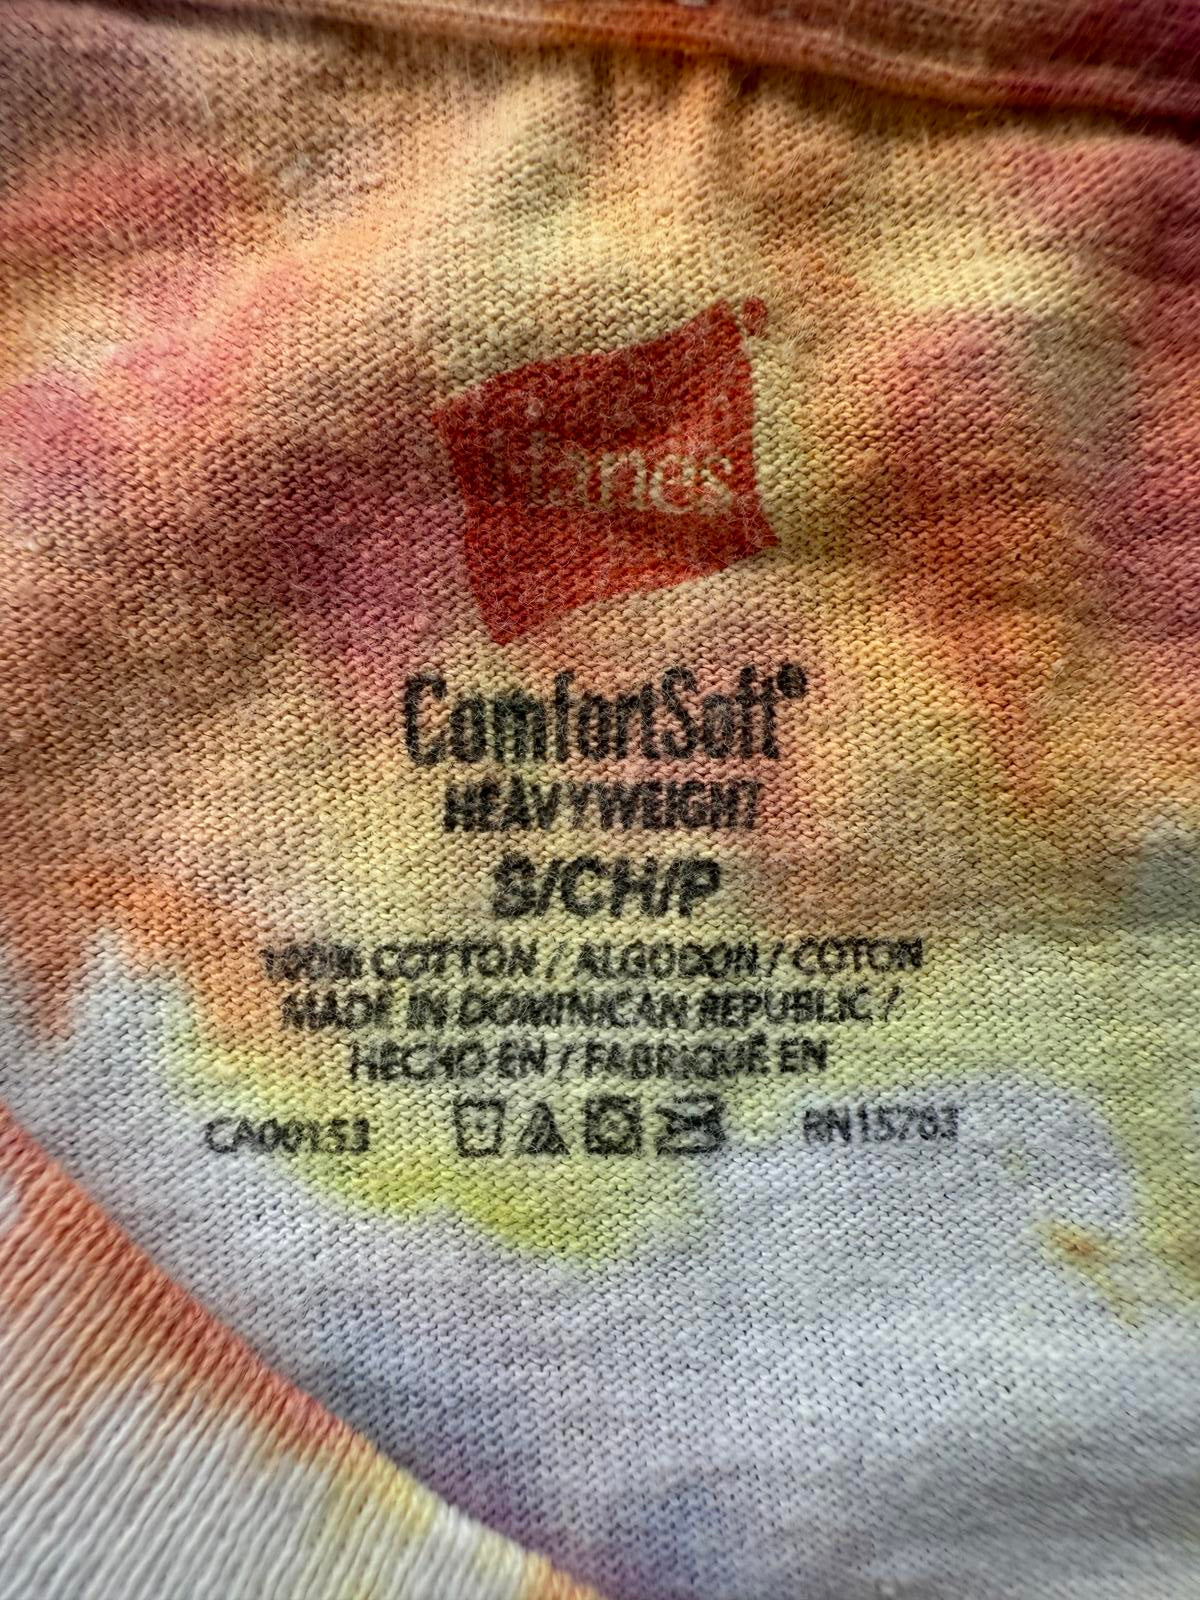 Hanes®
ComfortSoft®
HEAVYWEIGHT
S/CH/P
100% COTTON / ALGODON / COTON
MADE IN DOMINICAN REPUBLIC /
HECHO EN / FABRIQUÉ EN
CA00153 RN15763